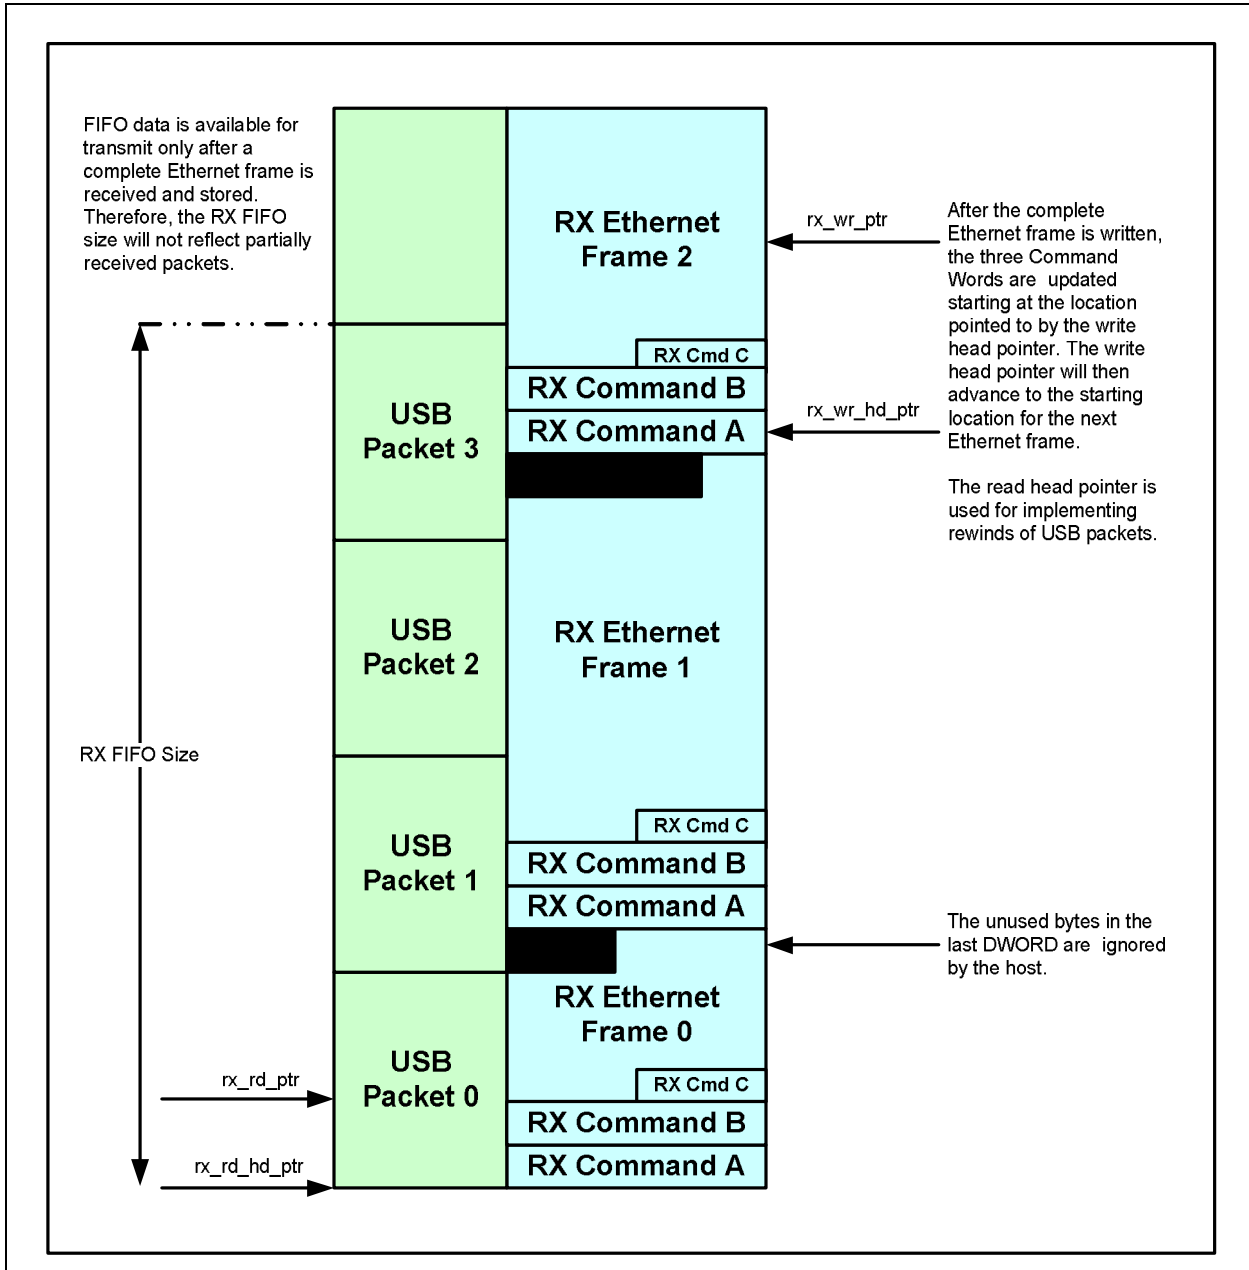 FIFO data is available for
transmit only after a
complete Ethernet frame is
received and stored.
Therefore, the RX FIFO
size will not reflect partially
received packets.
RX FIFO Size
rx_rd_ptr
rx_rd_hd_ptr
USB
Packet 3
USB
Packet 2
USB
Packet 1
USB
Packet 0
RX Ethernet
Frame 2
RX Cmd C
RX Command B
RX Command A
RX Ethernet
Frame 1
RX Cmd C
RX Command B
RX Command A
RX Ethernet
Frame 0
RX Cmd C
RX Command B
RX Command A
rx_wr_ptr
rx_wr_hd_ptr
After the complete
Ethernet frame is written,
the three Command
Words are  updated
starting at the location
pointed to by the write
head pointer. The write
head pointer will then
advance to the starting
location for the next
Ethernet frame.
The read head pointer is
used for implementing
rewinds of USB packets.
The unused bytes in the
last DWORD are  ignored
by the host.